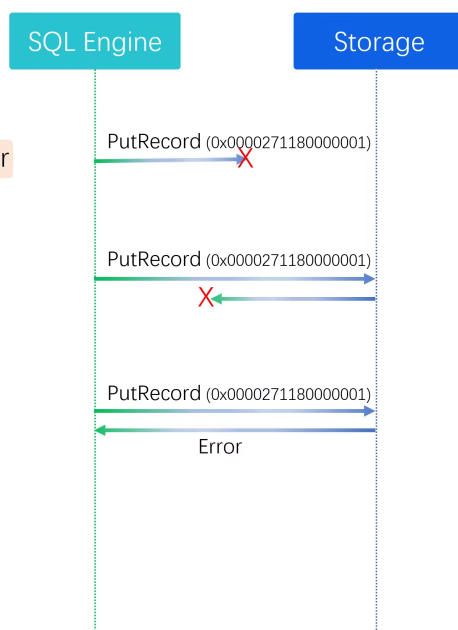 SQL Engine
Storage
PutRecord (0x0000271180000001)
r
PutRecord (0x0000271180000001)
PutRecord (0x0000271180000001)
Error